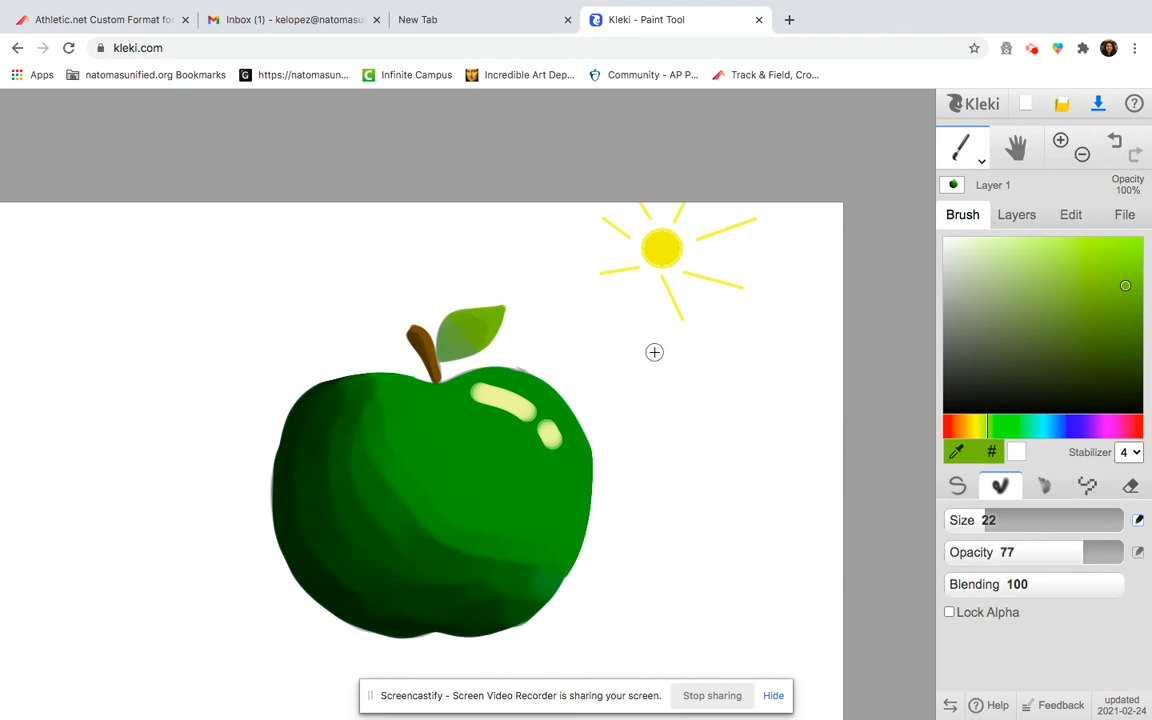 Athletic.net Custom Format for
Inbox (1) - kelopez@natomasu
New Tab
Kleki - Paint Tool
kleki.com
Apps
natomasunified.org Bookmarks
https://natomasun...
Infinite Campus
Incredible Art Dep...
Community - AP P...
Track & Field, Cro...
Kleki
Layer 1
Opacity
100%
Brush
Layers
Edit
File
#
Stabilizer 4
Size 22
Opacity 77
Blending 100
Lock Alpha
Screencastify - Screen Video Recorder is sharing your screen.
Stop sharing
Hide
Help
Feedback
updated
2021-02-24